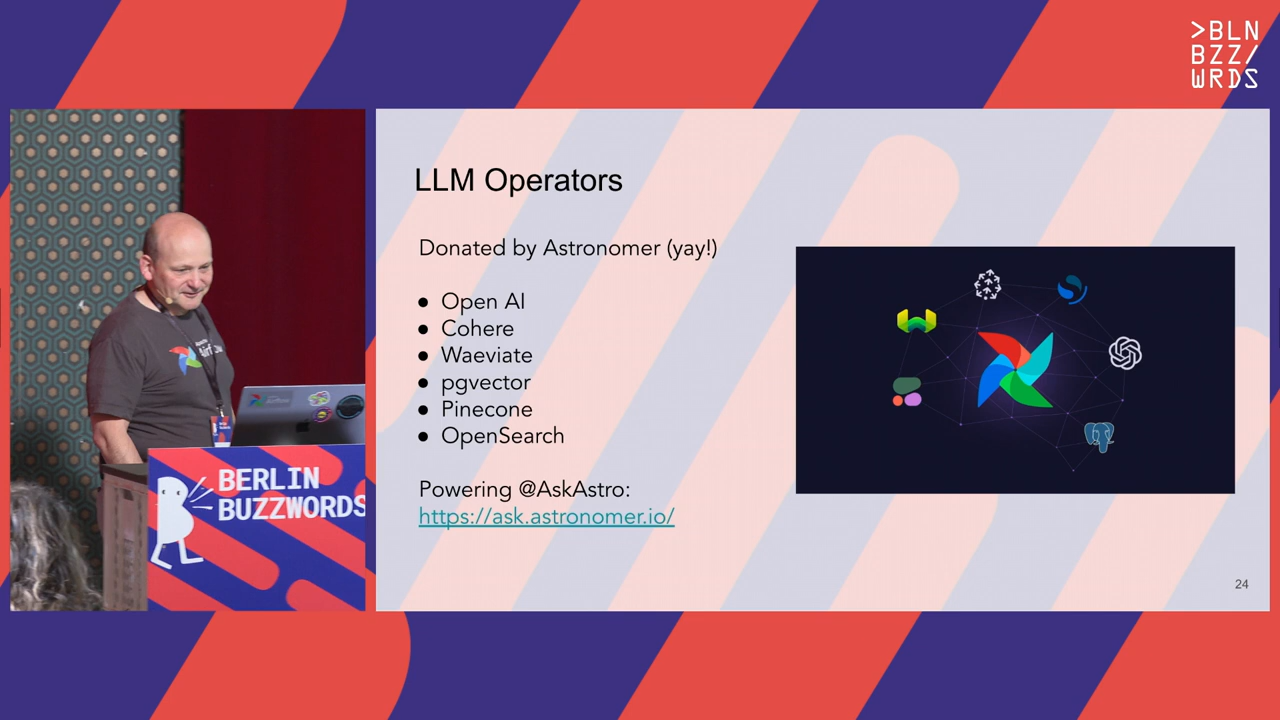 >BLN
BZZ/
WRDS
LLM Operators
Donated by Astronomer (yay!)
● Open AI
● Cohere
● Waeviate
● pgvector
● Pinecone
● OpenSearch
Powering @AskAstro:
https://ask.astronomer.io/
24
BERLIN
BUZZWORDS